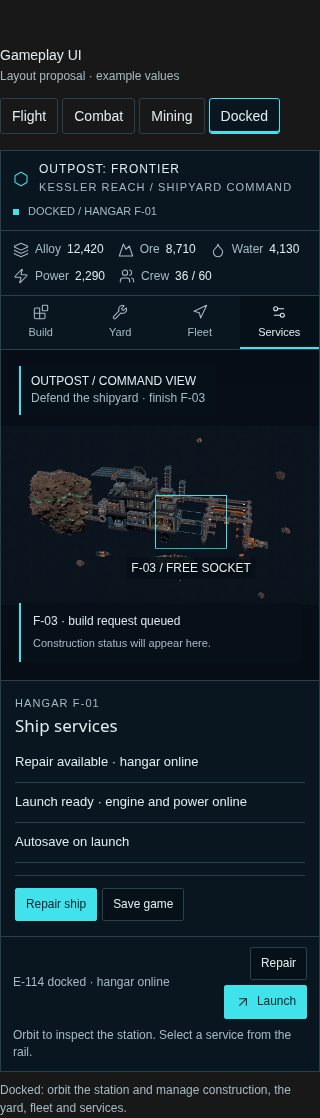 Gameplay UI
Layout proposal · example values
Flight Combat Mining Docked
OUTPOST: FRONTIER
KESSLER REACH / SHIPYARD COMMAND
DOCKED / HANGAR F-01
Alloy 12,420 Ore 8,710 Water 4,130
Power 2,290 Crew 36 / 60
Build Yard Fleet Services
OUTPOST / COMMAND VIEW
Defend the shipyard · finish F-03
F-03 / FREE SOCKET
F-03 · build request queued
Construction status will appear here.
HANGAR F-01
Ship services
Repair available · hangar online
Launch ready · engine and power online
Autosave on launch
Repair ship Save game
Repair
E-114 docked · hangar online
Launch
Orbit to inspect the station. Select a service from the
rail.
Docked: orbit the station and manage construction, the
yard, fleet and services.